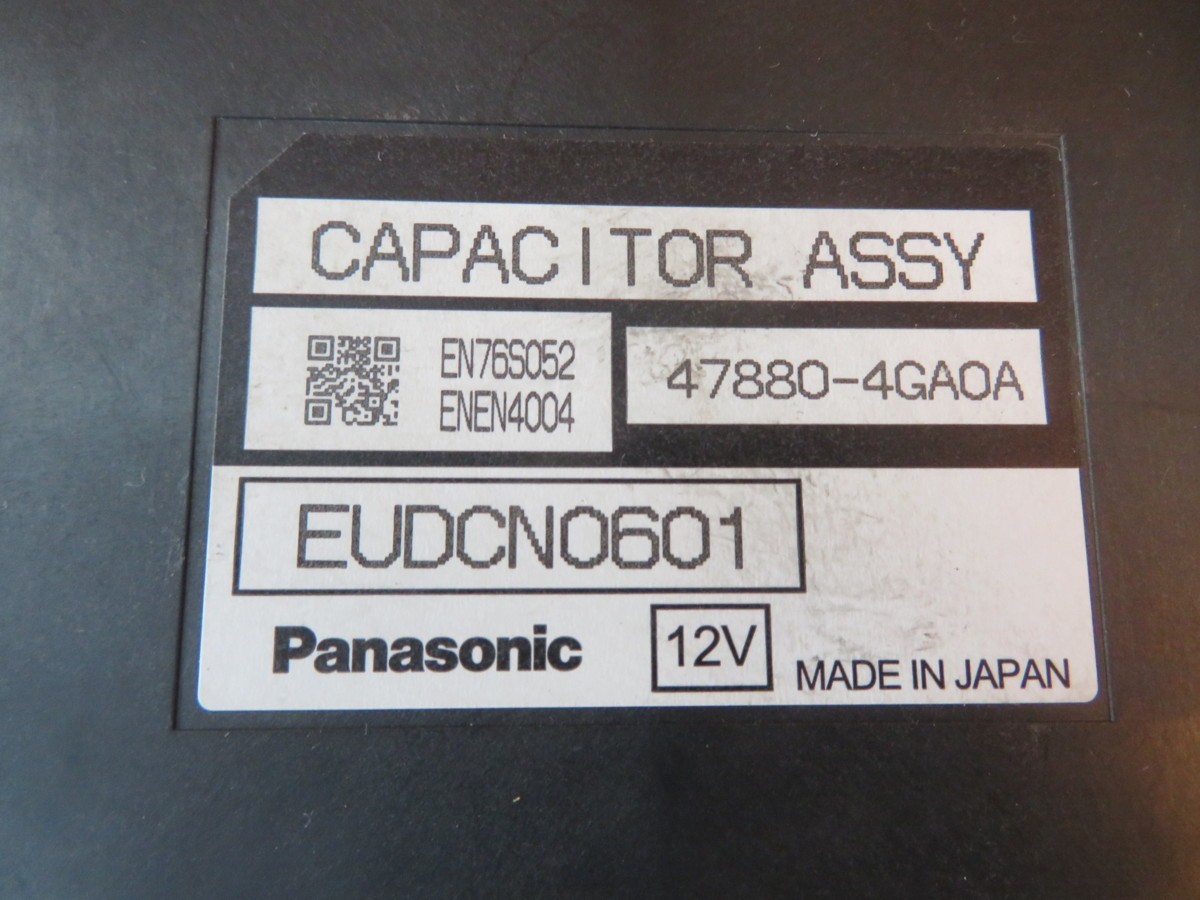 CAPACITOR ASSY
EN76S052
ENEN4004
47880-4GA0A
EUDCN0601
Panasonic
12V
MADE IN JAPAN